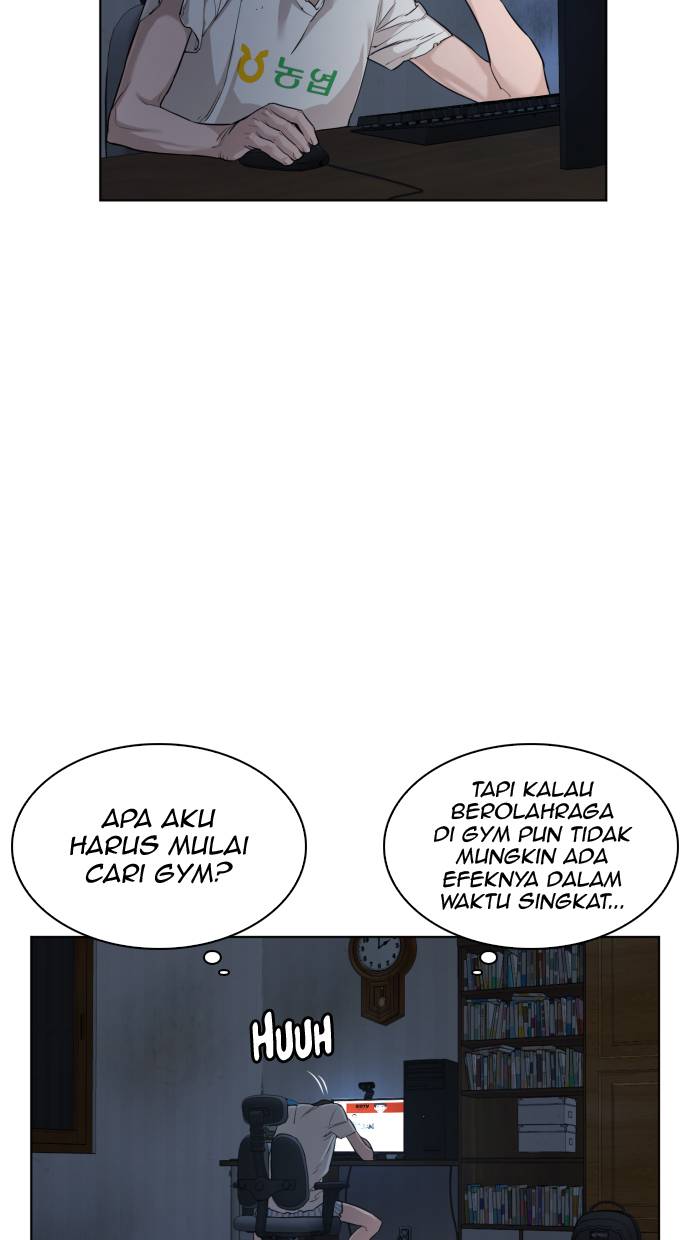 농협
APA AKU
HARUS MULAI
CARI GYM?
TAPI KALAU
BEROLAHRAGA
DI GYM PUN TIDAK
MUNGKIN ADA
EFEKNYA DALAM
WAKTU SINGKAT...
HUUH